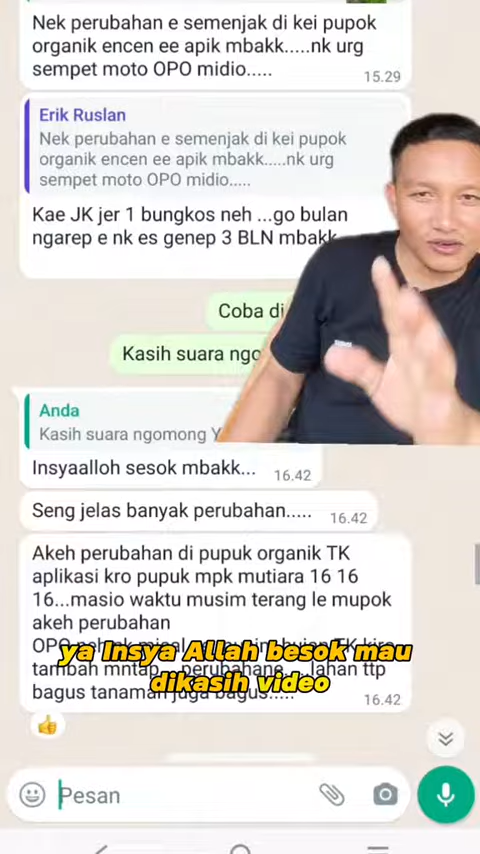 Nek perubahan e semenjak di kei pupok
organik encen ee apik mbakk.....nk urg
sempet moto OPO midio.....
15.29
Erik Ruslan
Nek perubahan e semenjak di kei pupok
organik encen ee apik mbakk.....nk urg
sempet moto OPO midio.....
Kae JK jer 1 bungkos neh ...go bulan
ngarep e nk es genep 3 BLN mbakk
Coba di
Kasih suara ngo
Anda
Kasih suara ngomong Y
Insyaalloh sesok mbakk...
16.42
Seng jelas banyak perubahan.....
16.42
Akeh perubahan di pupuk organik TK
aplikasi kro pupuk mpk mutiara 16 16
16...masio waktu musim terang le mupok
akeh perubahan
OPO
ya Insya Allah besok mau
tambah mntap perubahane lahan ttp
dikasih video
bagus tanaman juga bagus.....
16.42
Pesan